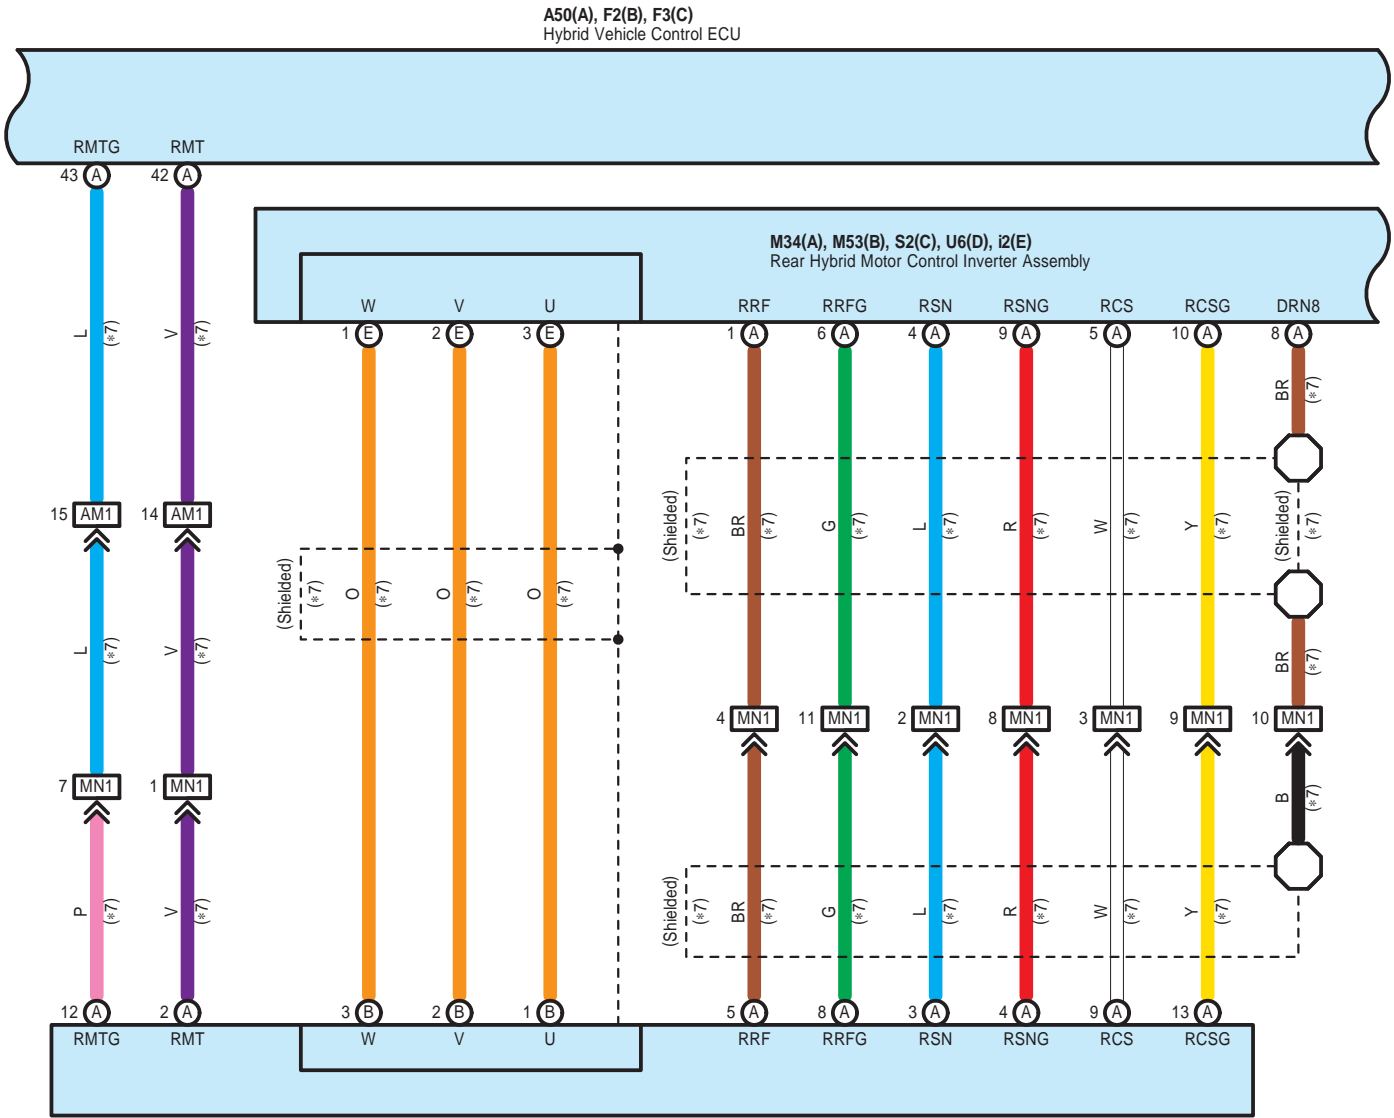 A50(A), F2(B), F3(C)
Hybrid Vehicle Control ECU
RMTG RMT
43 A 42 A
M34(A), M53(B), S2(C), U6(D), i2(E)
Rear Hybrid Motor Control Inverter Assembly
W V U RRF RRFG RSN RSNG RCS RCSG DRN8
1 E 2 E 3 E 1 A 6 A 4 A 9 A 5 A 10 A 8 A
L (*7) V (*7)
BR (*7)
15 AM1 14 AM1
(Shielded) (*7) BR (*7) G (*7) L (*7) R (*7) W (*7) Y (*7) (Shielded) (*7)
(Shielded) (*7) O (*7) O (*7) O (*7)
L (*7) V (*7)
BR (*7)
4 MN1 11 MN1 2 MN1 8 MN1 3 MN1 9 MN1 10 MN1
7 MN1 1 MN1
B (*7)
P (*7) V (*7)
(Shielded) (*7) BR (*7) G (*7) L (*7) R (*7) W (*7) Y (*7)
12 A 2 A 3 B 2 B 1 B 5 A 8 A 3 A 4 A 9 A 13 A
RMTG RMT W V U RRF RRFG RSN RSNG RCS RCSG